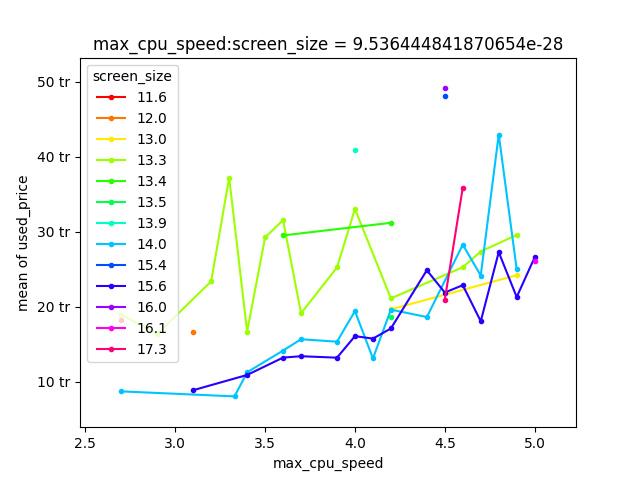 max_cpu_speed:screen_size = 9.536444841870654e-28
50 tr
40 tr
30 tr
20 tr
10 tr
mean of used_price
screen_size
11.6
12.0
13.0
13.3
13.4
13.5
13.9
14.0
15.4
15.6
16.0
16.1
17.3
2.5 3.0 3.5 4.0 4.5 5.0
max_cpu_speed